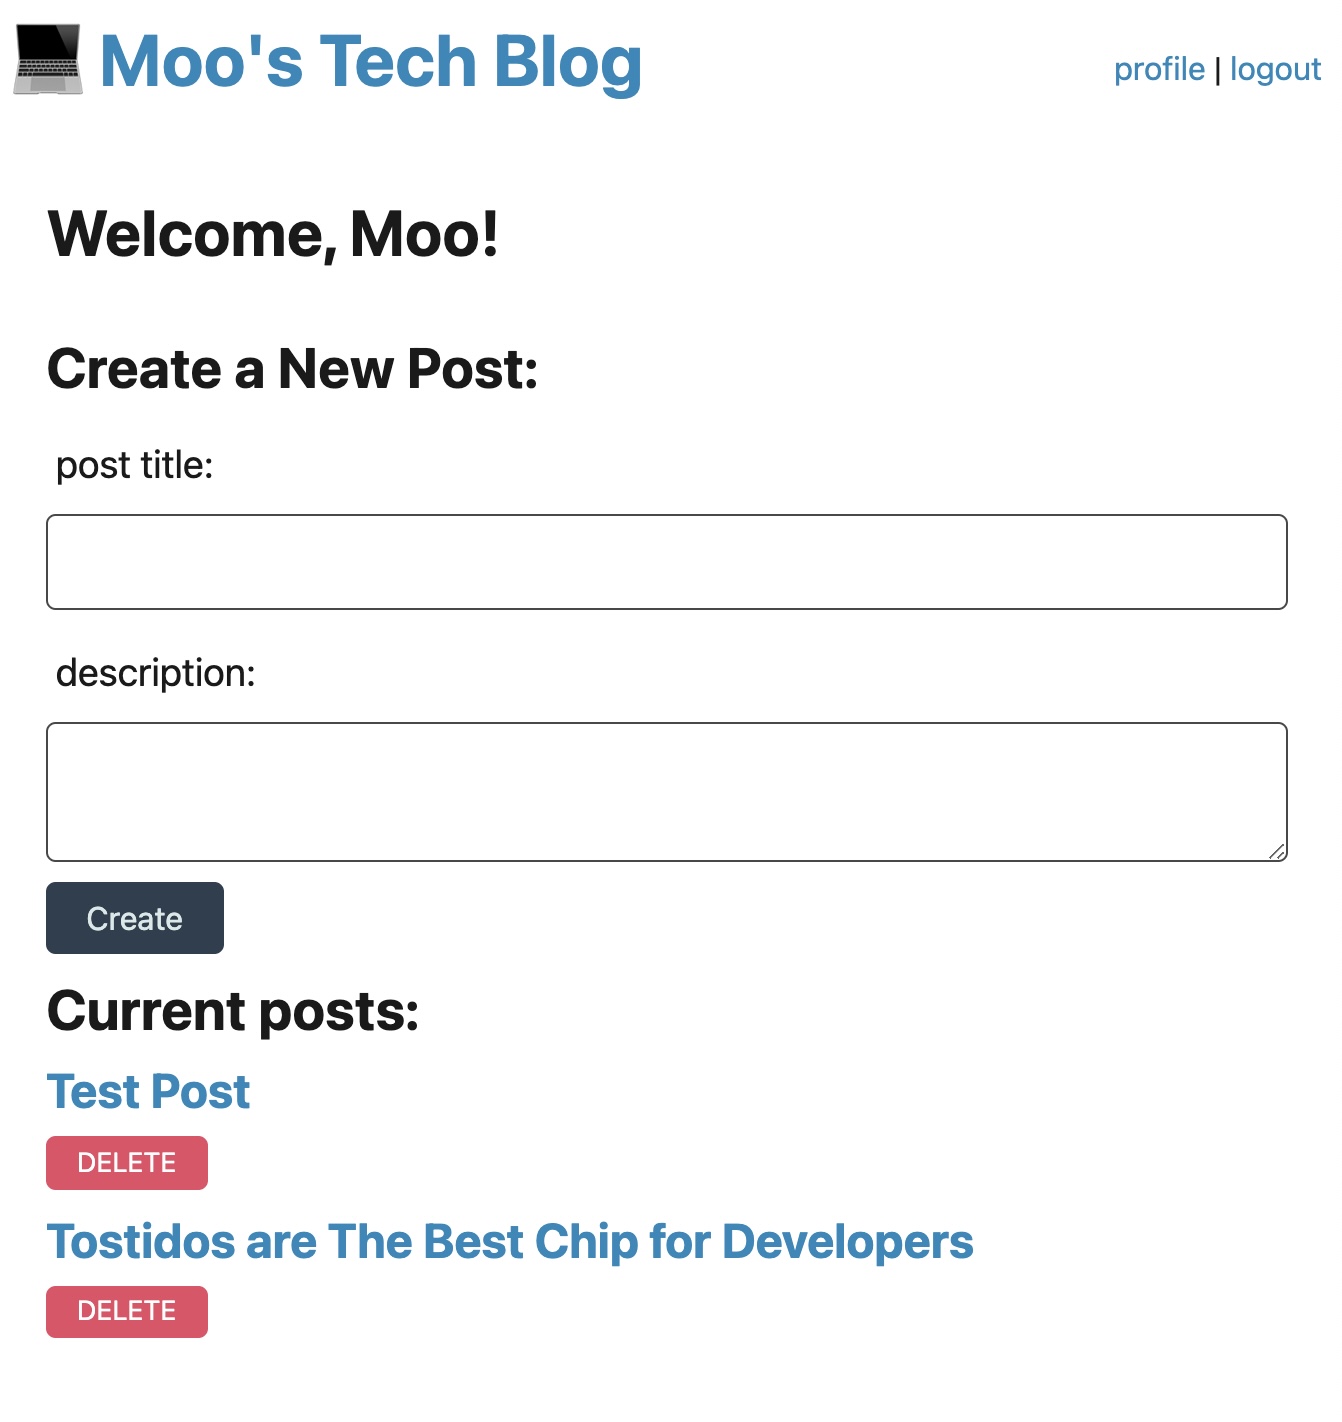 Moo's Tech Blog
profile | logout
Welcome, Moo!
Create a New Post:
post title:
description:
Create
Current posts:
Test Post
DELETE
Tostidos are The Best Chip for Developers
DELETE